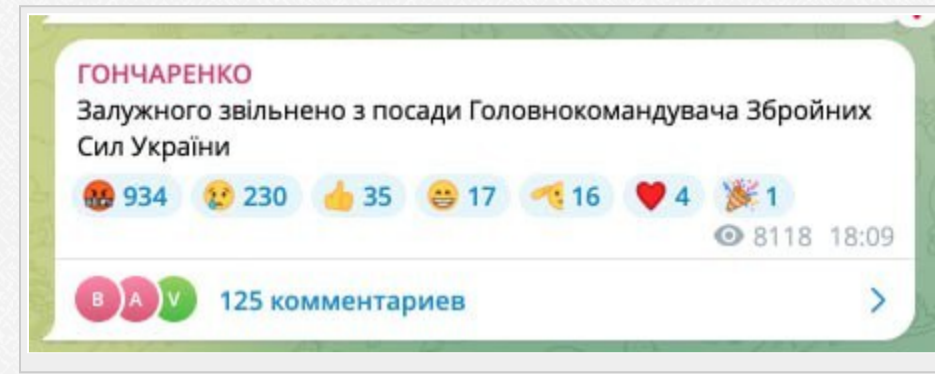 ГОНЧАРЕНКО
Залужного звільнено з посади Головнокомандувача Збройних
Сил України
934 230 35 17 16 4 1
8118 18:09
B A V 125 комментариев